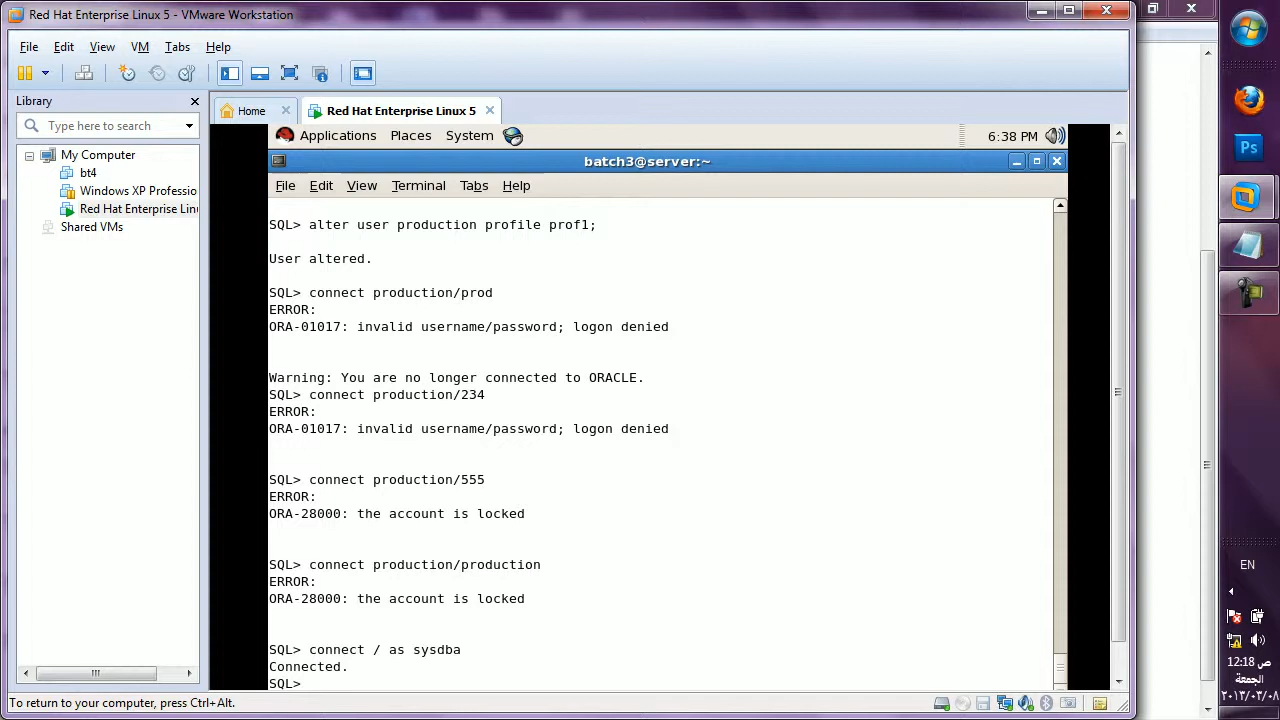 Red Hat Enterprise Linux 5 - VMware Workstation
File Edit View VM Tabs Help
Library
Type here to search
My Computer
bt4
Windows XP Professio
Red Hat Enterprise Lin
Shared VMs
Home
Red Hat Enterprise Linux 5
Applications Places System
6:38 PM
batch3@server:~
File Edit View Terminal Tabs Help
SQL> alter user production profile prof1;
User altered.
SQL> connect production/prod
ERROR:
ORA-01017: invalid username/password; logon denied
Warning: You are no longer connected to ORACLE.
SQL> connect production/234
ERROR:
ORA-01017: invalid username/password; logon denied
SQL> connect production/555
ERROR:
ORA-28000: the account is locked
SQL> connect production/production
ERROR:
ORA-28000: the account is locked
SQL> connect / as sysdba
Connected.
SQL>
To return to your computer, press Ctrl+Alt.
Ps
EN
12:18 ص
الجمعة
٢٠١٣/٠٣/٠٨